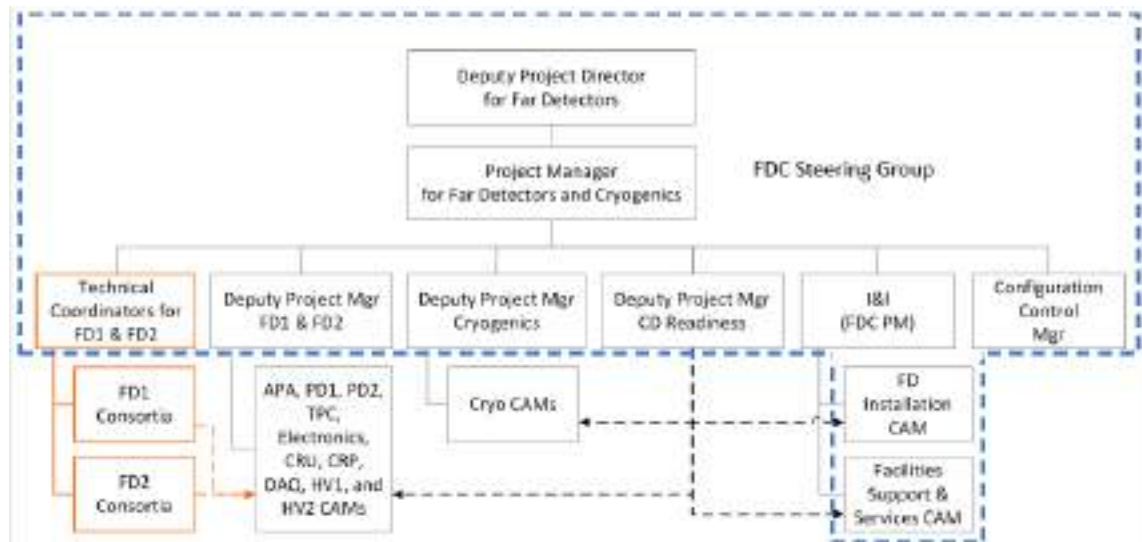 Deputy Project Director
for Far Detectors
Project Manager
for Far Detectors and Cryogenics
FDC Steering Group
Technical
Coordinators for
FD1 & FD2
Deputy Project Mgr
FD1 & FD2
Deputy Project Mgr
Cryogenics
Deputy Project Mgr
CD Readiness
I&I
(FDC PM)
Configuration
Control
Mgr
FD1
Consortia
APA, PD1, PD2,
TPC,
Electronics,
CRU, CRP,
DAQ, HV1, and
HV2 CAMs
Cryo CAMs
FD
Installation
CAM
FD2
Consortia
Facilities
Support &
Services CAM